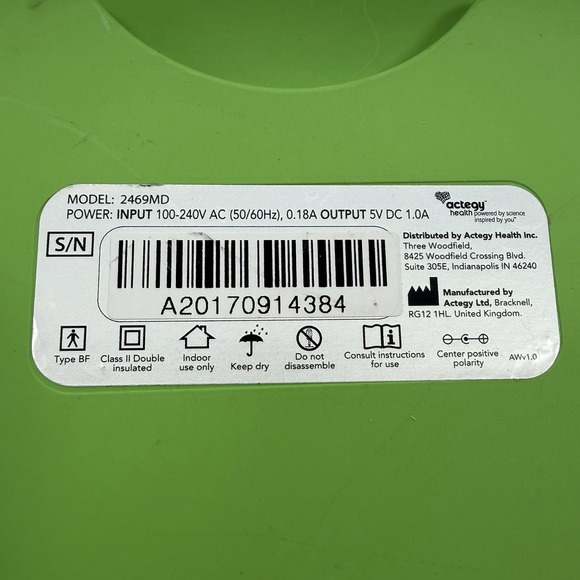 MODEL: 2469MD
POWER: INPUT 100-240V AC (50/60Hz), 0.18A OUTPUT 5V DC 1.0A
actegy
health powered by science
inspired by you™
S/N
A20170914384
Distributed by Actegy Health Inc.
Three Woodfield,
8425 Woodfield Crossing Blvd.
Suite 305E, Indianapolis IN 46240
Manufactured by
Actegy Ltd, Bracknell,
RG12 1HL. United Kingdom.
Type BF
Class II Double
insulated
Indoor
use only
Keep dry
Do not
disassemble
Consult instructions
for use
Center positive
polarity
AWv1.0